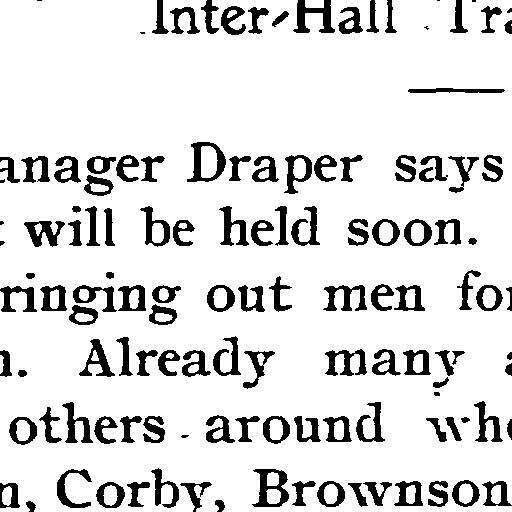 Inter-Hall Tra
anager Draper says
t will be held soon.
ringing out men for
n. Already many a
others around who
n, Corby, Brownson